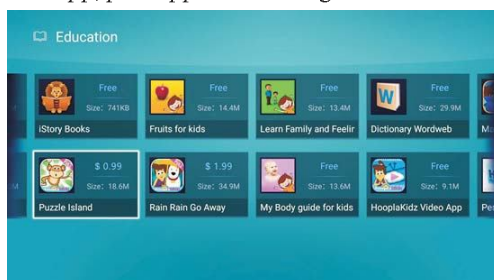 Education
Free
Size: 741KB
iStory Books
Free
Size: 14.4M
Fruits for kids
Free
Size: 13.4M
Learn Family and Feelir
Free
Size: 29.9M
Dictionary Wordweb
$ 0.99
Size: 18.6M
Puzzle Island
$ 1.99
Size: 34.9M
Rain Rain Go Away
Free
Size: 13.6M
My Body guide for kids
Free
Size: 9.1M
HooplaKidz Video App